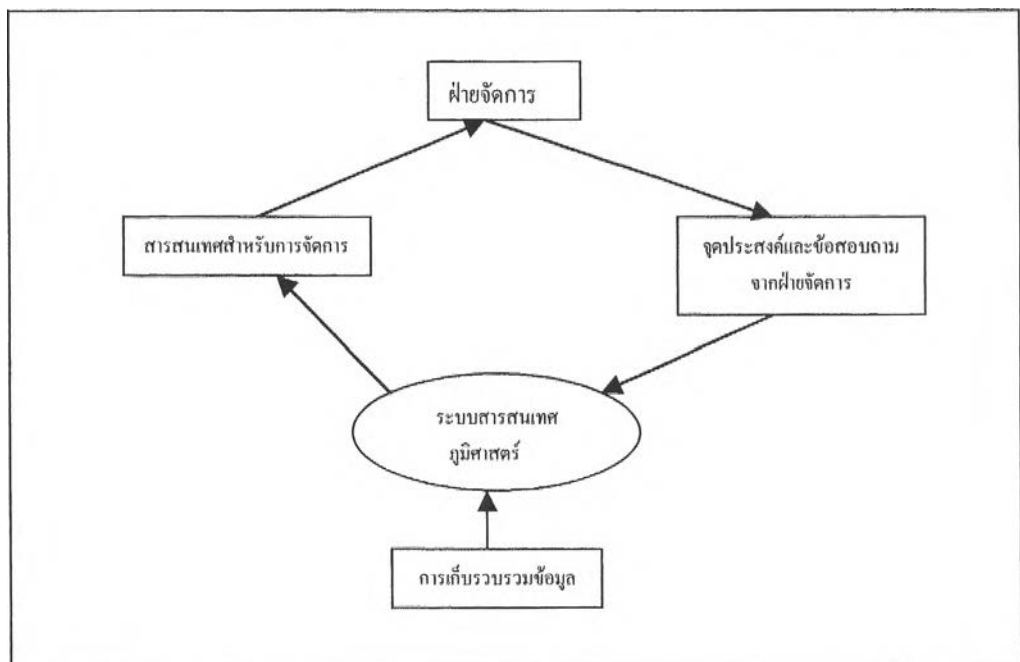 ฝ่ายจัดการ
สารสนเทศสำหรับการจัดการ
จุดประสงค์และข้อสอบถาม
จากฝ่ายจัดการ
ระบบสารสนเทศ
ภูมิศาสตร์
การเก็บรวบรวมข้อมูล